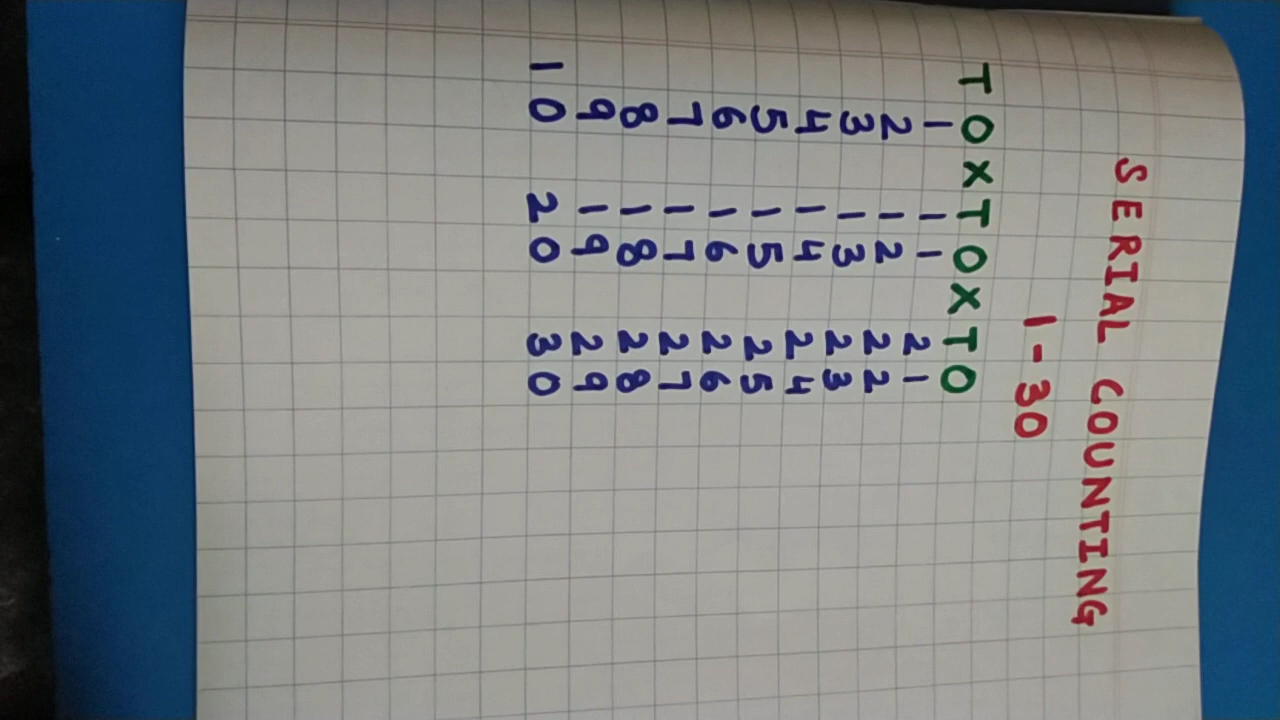 SERIAL COUNTING
1-30
T O X T O X T O
1 1 1 2 1
2 1 2 2 2
3 1 3 2 3
4 1 4 2 4
5 1 5 2 5
6 1 6 2 6
7 1 7 2 7
8 1 8 2 8
9 1 9 2 9
1 0 2 0 3 0